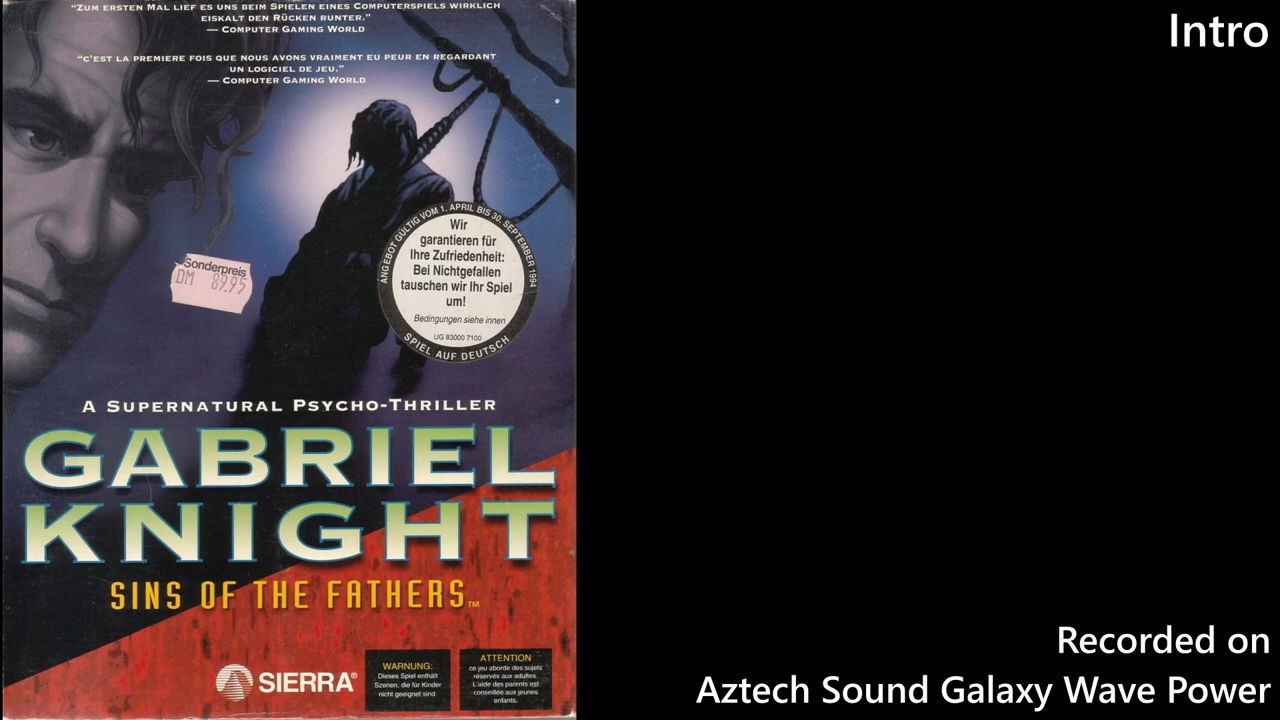 "ZUM ERSTEN MAL LIEF ES UNS BEIM SPIELEN EINES COMPUTERSPIELS WIRKLICH
EISKALT DEN RÜCKEN RUNTER."
— COMPUTER GAMING WORLD
"C'EST LA PREMIERE FOIS QUE NOUS AVONS VRAIMENT EU PEUR EN REGARDANT
UN LOGICIEL DE JEU."
— COMPUTER GAMING WORLD
Intro
ANGEBOT GÜLTIG VOM 1. APRIL BIS 30. SEPTEMBER 1994
Wir
garantieren für
Ihre Zufriedenheit:
Bei Nichtgefallen
tauschen wir Ihr Spiel
um!
Bedingungen siehe innen
UG 83000 7100
SPIEL AUF DEUTSCH
Sonderpreis
DM 89.95
A SUPERNATURAL PSYCHO-THRILLER
GABRIEL
KNIGHT
SINS OF THE FATHERS™
SIERRA®
WARNUNG:
Dieses Spiel enthält
Szenen, die für Kinder
nicht geeignet sind
ATTENTION
ce jeu aborde des sujets
réservés aux adultes.
L'aide des parents est
conseillée aux jeunes
enfants.
Recorded on
Aztech Sound Galaxy Wave Power